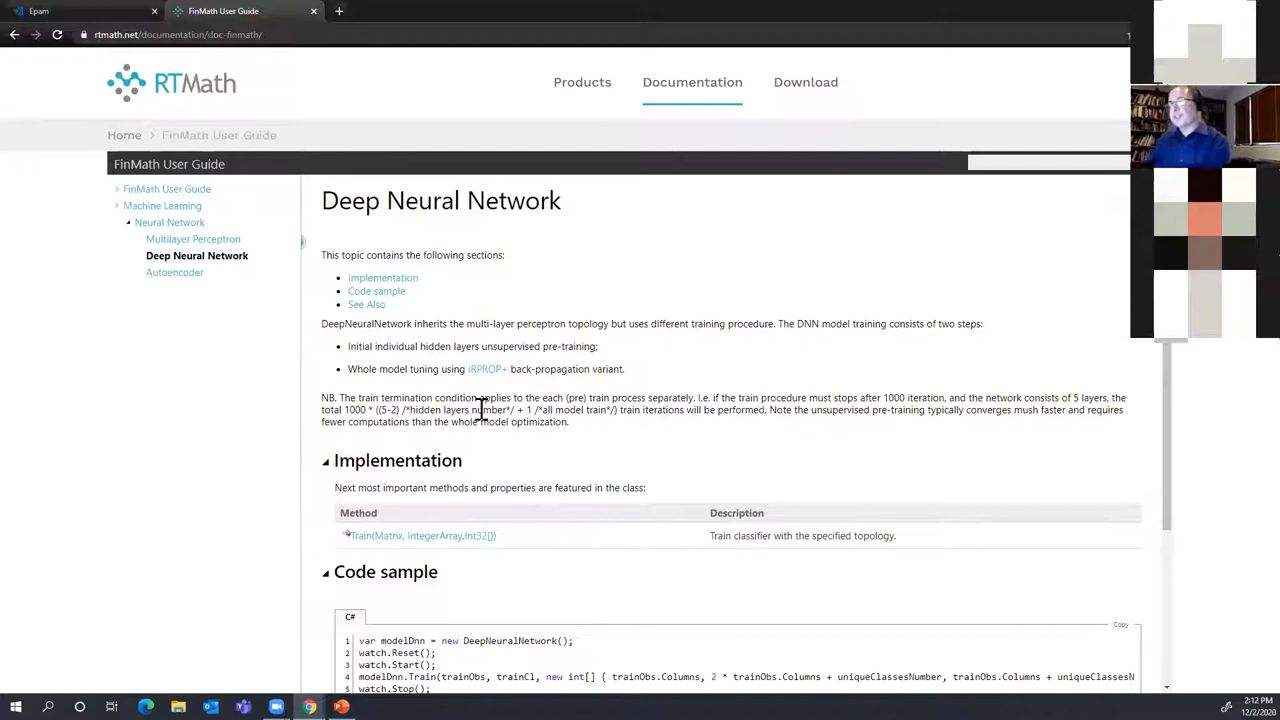 Epam
FinMath User Guide
rtmath.net/documentation/doc-finmath/
RTMath
Products
Documentation
Download
Home
FinMath User Guide
FinMath User Guide
FinMath User Guide
Machine Learning
Neural Network
Multilayer Perceptron
Deep Neural Network
Autoencoder
Deep Neural Network
This topic contains the following sections:
Implementation
Code sample
See Also
DeepNeuralNetwork inherits the multi-layer perceptron topology but uses different training procedure. The DNN model training consists of two steps:
Initial individual hidden layers unsupervised pre-training;
Whole model tuning using iRPROP+ back-propagation variant.
NB. The train termination condition applies to the each (pre) train process separately. I.e. if the train procedure must stops after 1000 iteration, and the network consists of 5 layers, the
total 1000 * ((5-2) /*hidden layers number*/ + 1 /*all model train*/) train iterations will be performed. Note the unsupervised pre-training typically converges mush faster and requires
fewer computations than the whole model optimization.
Implementation
Next most important methods and properties are featured in the class:
Method Description
Train(Matrix, IntegerArray,Int32[]) Train classifier with the specified topology.
Code sample
C#
Copy
1 var modelDnn = new DeepNeuralNetwork();
2 watch.Reset();
3 watch.Start();
4 modelDnn.Train(trainObs, trainCl, new int[] { trainObs.Columns, 2 * trainObs.Columns + uniqueClassesNumber, trainObs.Columns + uniqueClassesN
5 watch.Stop();
2:12 PM
12/2/2020